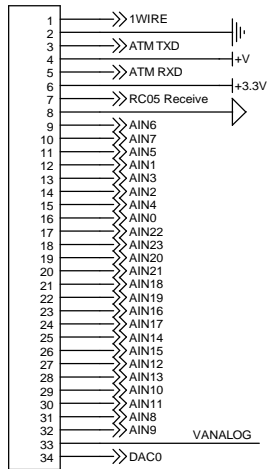 1 1WIRE
2
3 ATM TXD
4 +V
5 ATM RXD
6 +3.3V
7 RC05 Receive
8
9 AIN6
10 AIN7
11 AIN5
12 AIN1
13 AIN3
14 AIN2
15 AIN4
16 AIN0
17 AIN22
18 AIN23
19 AIN20
20 AIN21
21 AIN18
22 AIN19
23 AIN16
24 AIN17
25 AIN14
26 AIN15
27 AIN12
28 AIN13
29 AIN10
30 AIN11
31 AIN8
32 AIN9
33 VANALOG
34 DAC0